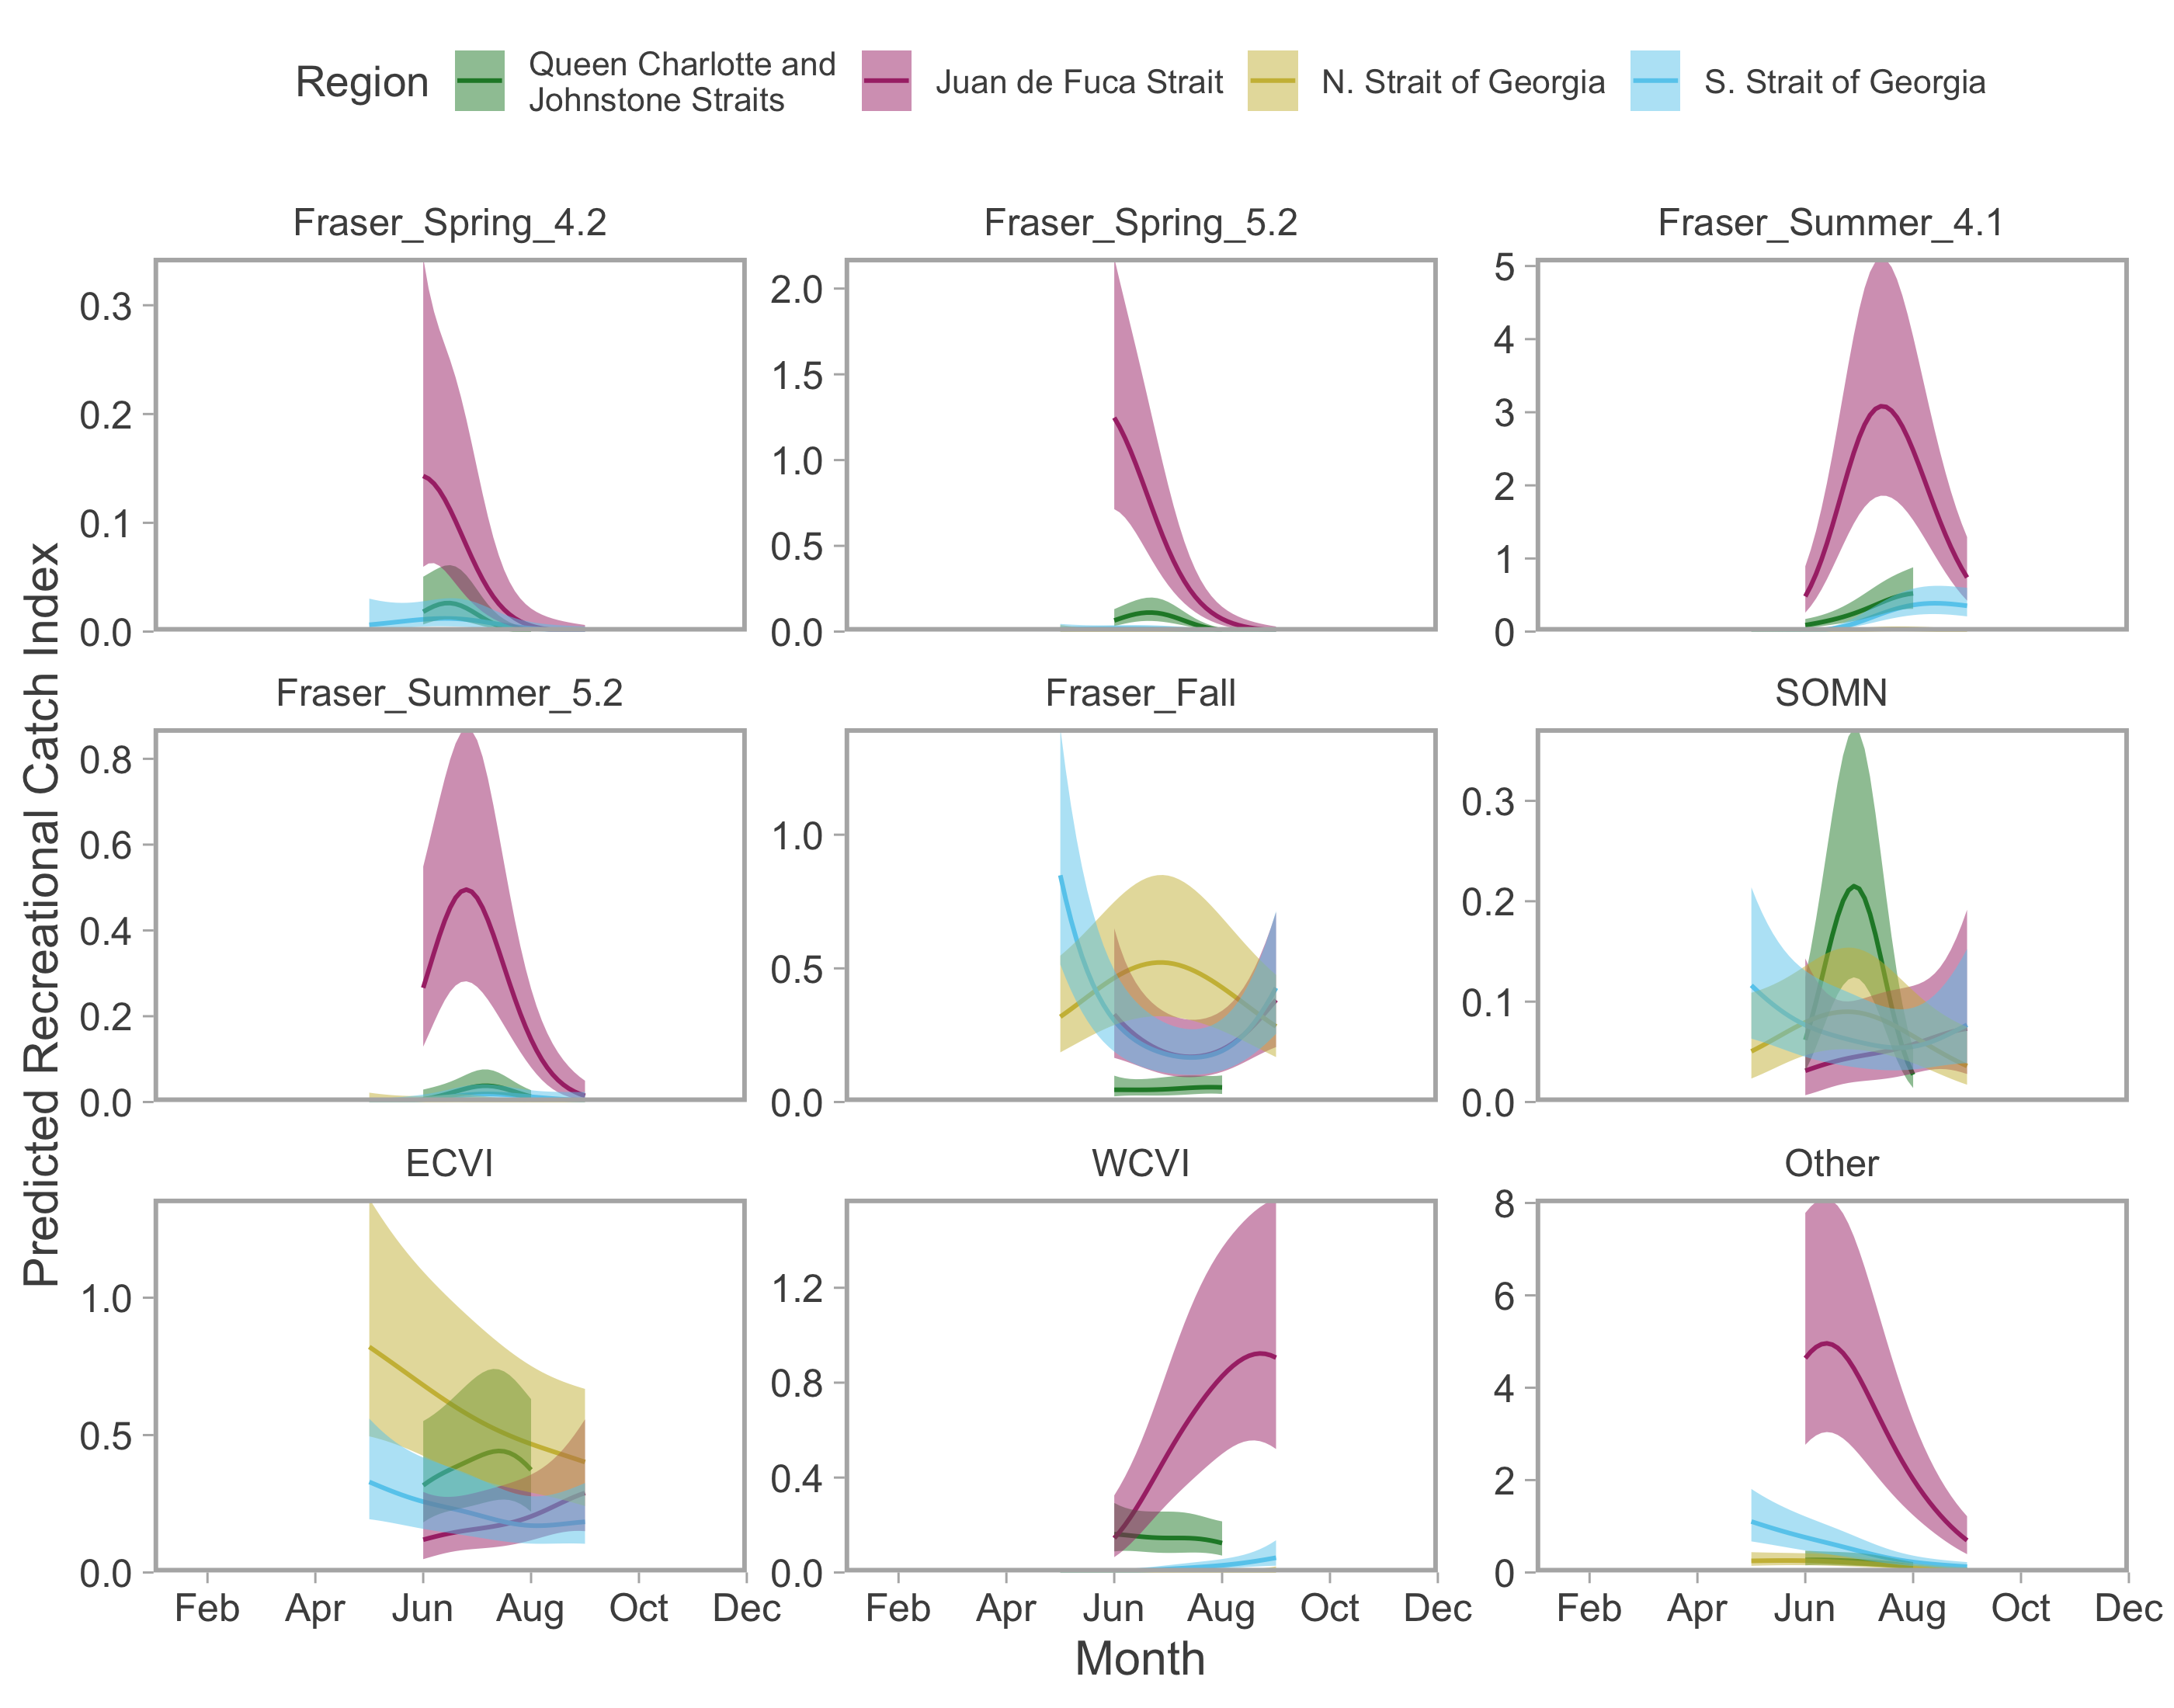 Region
Queen Charlotte and
Johnstone Straits
Juan de Fuca Strait
N. Strait of Georgia
S. Strait of Georgia
Predicted Recreational Catch Index
Fraser_Spring_4.2
0.3
0.2
0.1
0.0
Fraser_Spring_5.2
2.0
1.5
1.0
0.5
0.0
Fraser_Summer_4.1
5
4
3
2
1
0
Fraser_Summer_5.2
0.8
0.6
0.4
0.2
0.0
Fraser_Fall
1.0
0.5
0.0
SOMN
0.3
0.2
0.1
0.0
ECVI
1.0
0.5
0.0
Feb Apr Jun Aug Oct Dec
WCVI
1.2
0.8
0.4
0.0
Feb Apr Jun Aug Oct Dec
Other
8
6
4
2
0
Feb Apr Jun Aug Oct Dec
Month